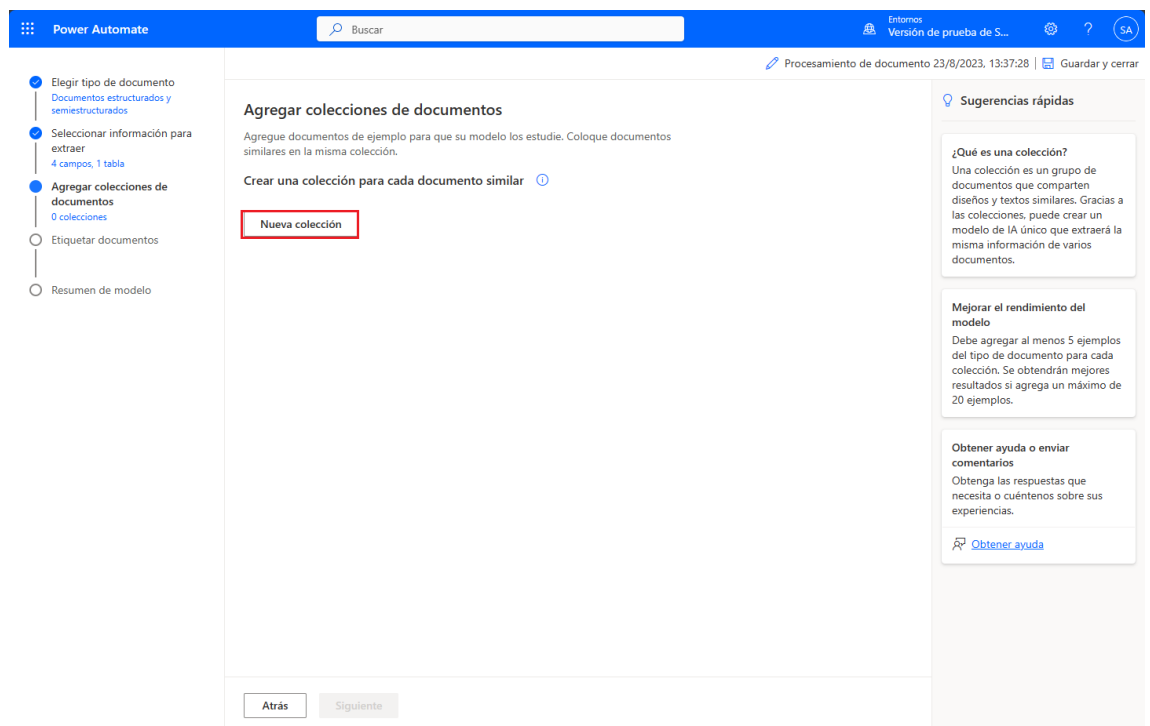 Power Automate
Buscar
Entornos
Versión de prueba de S...
?
SA
Procesamiento de documento 23/8/2023, 13:37:28
Guardar y cerrar
Elegir tipo de documento
Documentos estructurados y
semiestructurados
Seleccionar información para
extraer
4 campos, 1 tabla
Agregar colecciones de
documentos
0 colecciones
Etiquetar documentos
Resumen de modelo
Agregar colecciones de documentos
Agregue documentos de ejemplo para que su modelo los estudie. Coloque documentos
similares en la misma colección.
Crear una colección para cada documento similar
Nueva colección
Sugerencias rápidas
¿Qué es una colección?
Una colección es un grupo de
documentos que comparten
diseños y textos similares. Gracias a
las colecciones, puede crear un
modelo de IA único que extraerá la
misma información de varios
documentos.
Mejorar el rendimiento del
modelo
Debe agregar al menos 5 ejemplos
del tipo de documento para cada
colección. Se obtendrán mejores
resultados si agrega un máximo de
20 ejemplos.
Obtener ayuda o enviar
comentarios
Obtenga las respuestas que
necesita o cuéntenos sobre sus
experiencias.
Obtener ayuda
Atrás
Siguiente